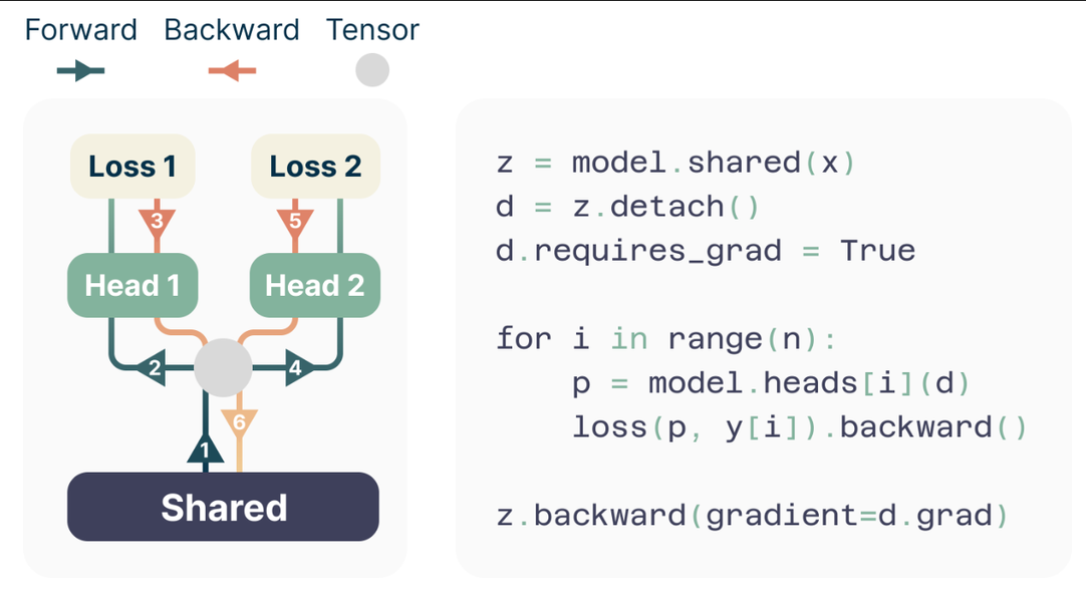 Forward Backward Tensor
Loss 1 Loss 2
3 5
Head 1 Head 2
2 4
6
1
Shared
z = model.shared(x)
d = z.detach()
d.requires_grad = True
for i in range(n):
    p = model.heads[i](d)
    loss(p, y[i]).backward()
z.backward(gradient=d.grad)